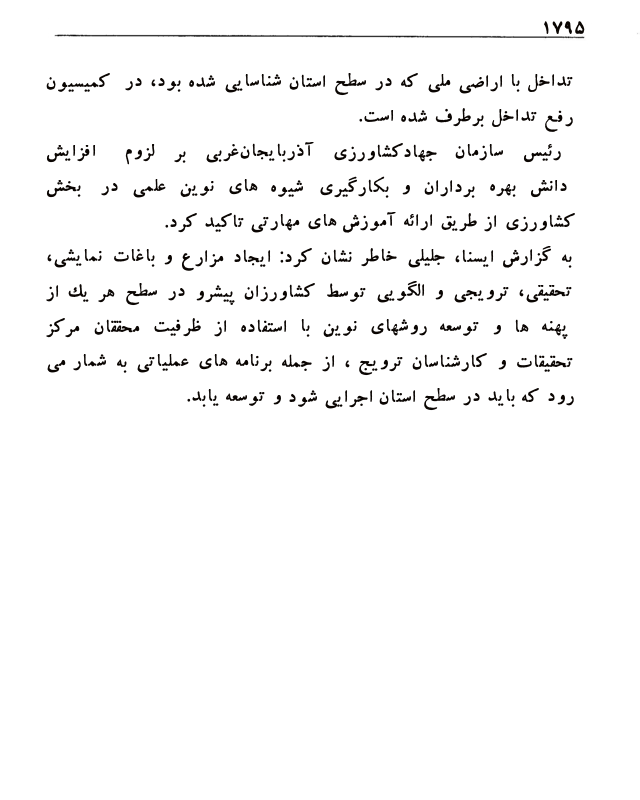 ۱۷۹۵
تداخل با اراضی ملی که در سطح استان شناسایی شده بود، در کمیسیون
رفع تداخل برطرف شده است.
رئیس سازمان جهادکشاورزی آذربایجان‌غربی بر لزوم افزایش
دانش بهره برداران و بکارگیری شیوه های نوین علمی در بخش
کشاورزی از طریق ارائه آموزش های مهارتی تاکید کرد.
به گزارش ایسنا، جلیلی خاطر نشان کرد: ایجاد مزارع و باغات نمایشی،
تحقیقی، ترویجی و الگویی توسط کشاورزان پیشرو در سطح هر یك از
پهنه ها و توسعه روشهای نوین با استفاده از ظرفیت محققان مرکز
تحقیقات و کارشناسان ترویج ، از جمله برنامه های عملیاتی به شمار می
رود که باید در سطح استان اجرایی شود و توسعه یابد.